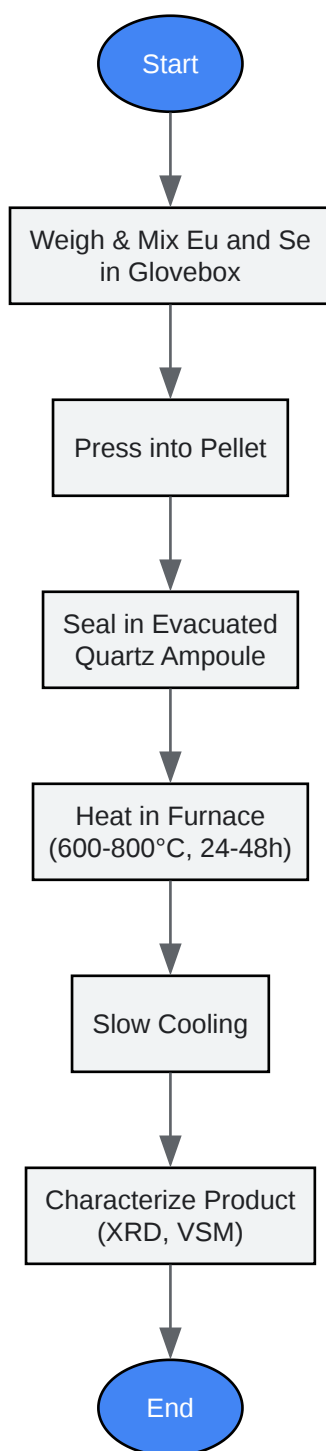 Start
Weigh & Mix Eu and Se
in Glovebox
Press into Pellet
Seal in Evacuated
Quartz Ampoule
Heat in Furnace
(600-800°C, 24-48h)
Slow Cooling
Characterize Product
(XRD, VSM)
End